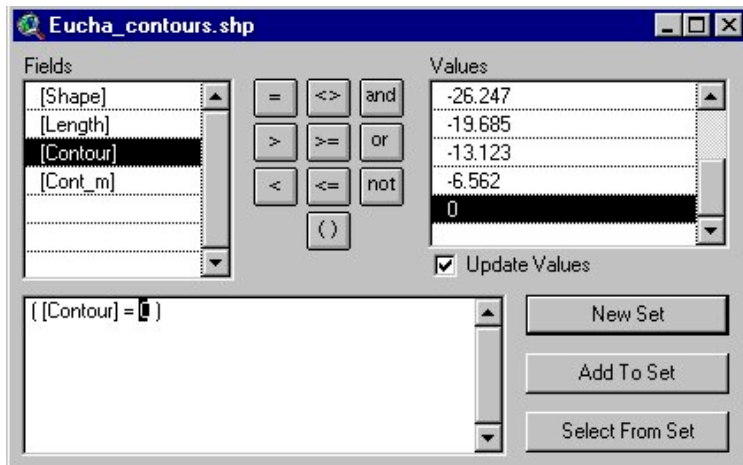 Eucha_contours.shp
Fields
Values
[Shape]
[Length]
[Contour]
[Cont_m]
= <> and
> >= or
< <= not
()
-26.247
-19.685
-13.123
-6.562
0
Update Values
( [Contour] = 0 )
New Set
Add To Set
Select From Set